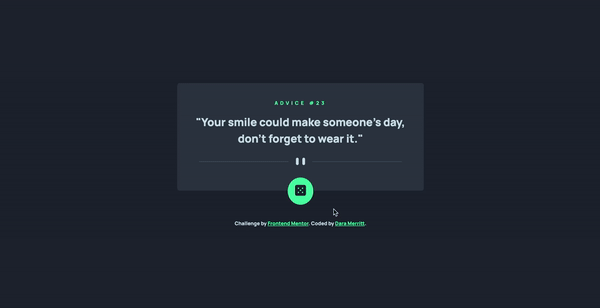 ADVICE #23
"Your smile could make someone's day,
don't forget to wear it."
Challenge by Frontend Mentor. Coded by Dara Merritt.